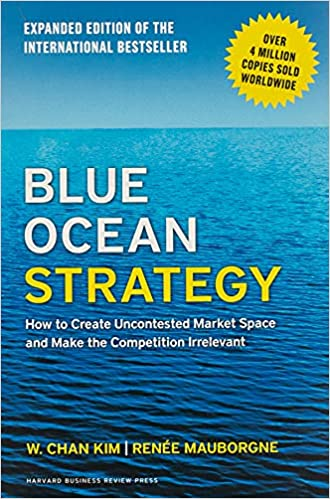 EXPANDED EDITION OF THE
INTERNATIONAL BESTSELLER
OVER
4 MILLION
COPIES SOLD
WORLDWIDE
BLUE
OCEAN
STRATEGY
How to Create Uncontested Market Space
and Make the Competition Irrelevant
W. CHAN KIM | RENÉE MAUBORGNE
HARVARD BUSINESS REVIEW PRESS